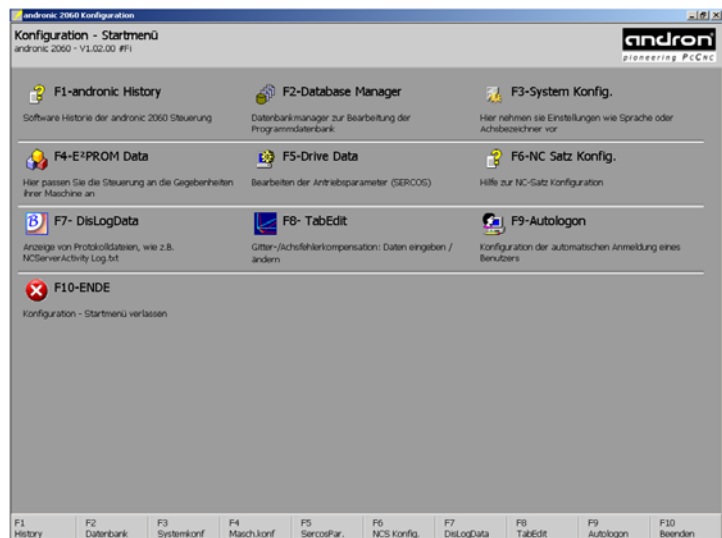 andronic 2060 Konfiguration
Konfiguration - Startmenü
andronic 2060 - V1.02.00 #Fi
andron
pioneering PcCNC
F1-andronic History
Software Historie der andronic 2060 Steuerung
F2-Database Manager
Datenbankmanager zur Bearbeitung der
Programmdatenbank
F3-System Konfig.
Hier nehmen sie Einstellungen wie Sprache oder
Achsbezeichner vor
F4-E²PROM Data
Hier passen Sie die Steuerung an die Gegebenheiten
ihrer Maschine an
F5-Drive Data
Bearbeiten der Antriebsparameter (SERCOS)
F6-NC Satz Konfig.
Hilfe zur NC-Satz Konfiguration
F7- DisLogData
Anzeige von Protokolldateien, wie z.B.
NCServerActivity Log.txt
F8- TabEdit
Gitter-/Achsfehlerkompensation: Daten eingeben /
ändern
F9-Autologon
Konfiguration der automatischen Anmeldung eines
Benutzers
F10-ENDE
Konfiguration - Startmenü verlassen
F1 F2 F3 F4 F5 F6 F7 F8 F9 F10
History Datenbank Systemkonf Masch.konf SercosPar. NCS Konfig. DisLogData TabEdit Autologon Beenden